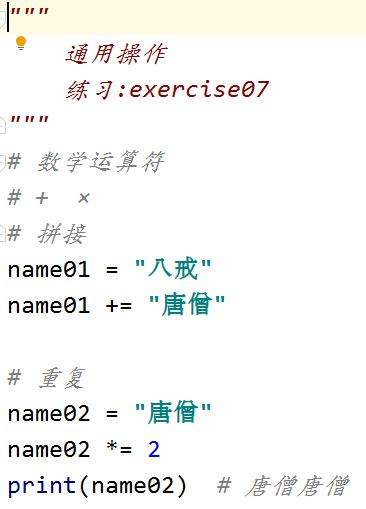 """
通用操作
练习:exercise07
"""
# 数学运算符
# +  ×
# 拼接
name01 = "八戒"
name01 += "唐僧"
# 重复
name02 = "唐僧"
name02 *= 2
print(name02)  # 唐僧唐僧